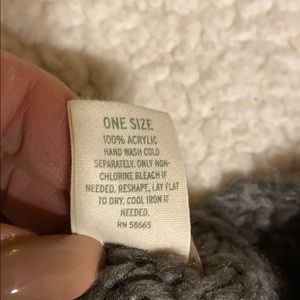 ONE SIZE
100% ACRYLIC
HAND WASH COLD
SEPARATELY. ONLY NON-
CHLORINE BLEACH IF
NEEDED. RESHAPE, LAY FLAT
TO DRY. COOL IRON IT
NEEDED.
RN 58665